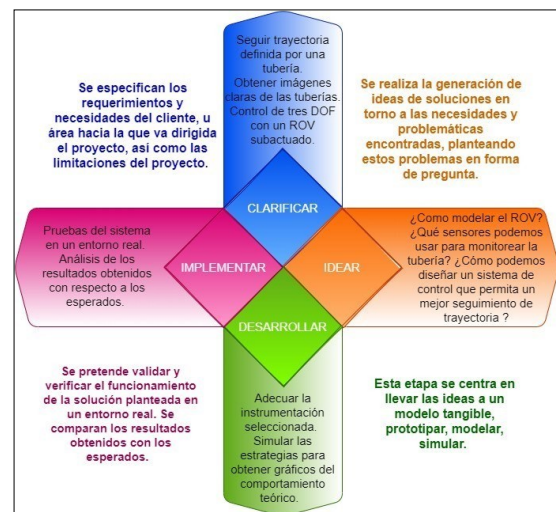 Seguir trayectoria
definida por una
tubería.
Obtener imágenes
claras de las tuberías.
Control de tres DOF
con un ROV
subactuado.
Se especifican los
requerimientos y
necesidades del cliente, u
área hacia la que va dirigida
el proyecto, así como las
limitaciones del proyecto.
Se realiza la generación de
ideas de soluciones en
torno a las necesidades y
problemáticas
encontradas, planteando
estos problemas en forma
de pregunta.
CLARIFICAR
Pruebas del sistema
en un entorno real.
Análisis de los
resultados obtenidos
con respecto a los
esperados.
IMPLEMENTAR
IDEAR
¿Como modelar el ROV?
¿Qué sensores podemos
usar para monitorear la
tubería? ¿Cómo podemos
diseñar un sistema de
control que permita un
mejor seguimiento de
trayectoria ?
DESARROLLAR
Se pretende validar y
verificar el funcionamiento
de la solución planteada en
un entorno real. Se
comparan los resultados
obtenidos con los
esperados.
Adecuar la
instrumentación
seleccionada.
Simular las
estrategias para
obtener gráficos del
comportamiento
teórico.
Esta etapa se centra en
llevar las ideas a un
modelo tangible,
prototipar, modelar,
simular.